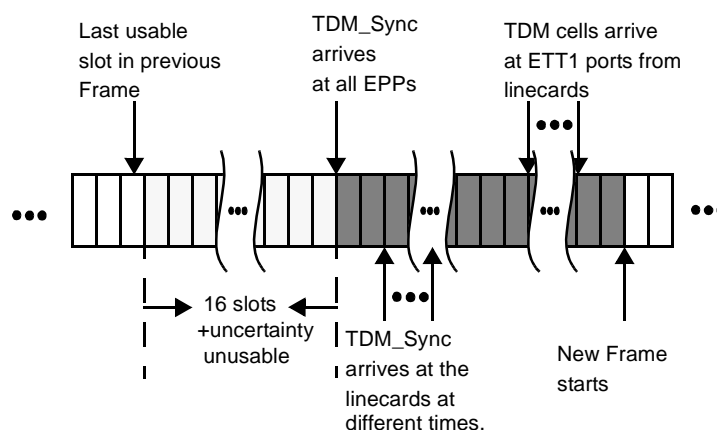 Last usable
slot in previous
Frame
TDM_Sync
arrives
at all EPPs
TDM cells arrive
at ETT1 ports from
linecards
16 slots
+uncertainty
unusable
TDM_Sync
arrives at the
linecards at
different times.
New Frame
starts